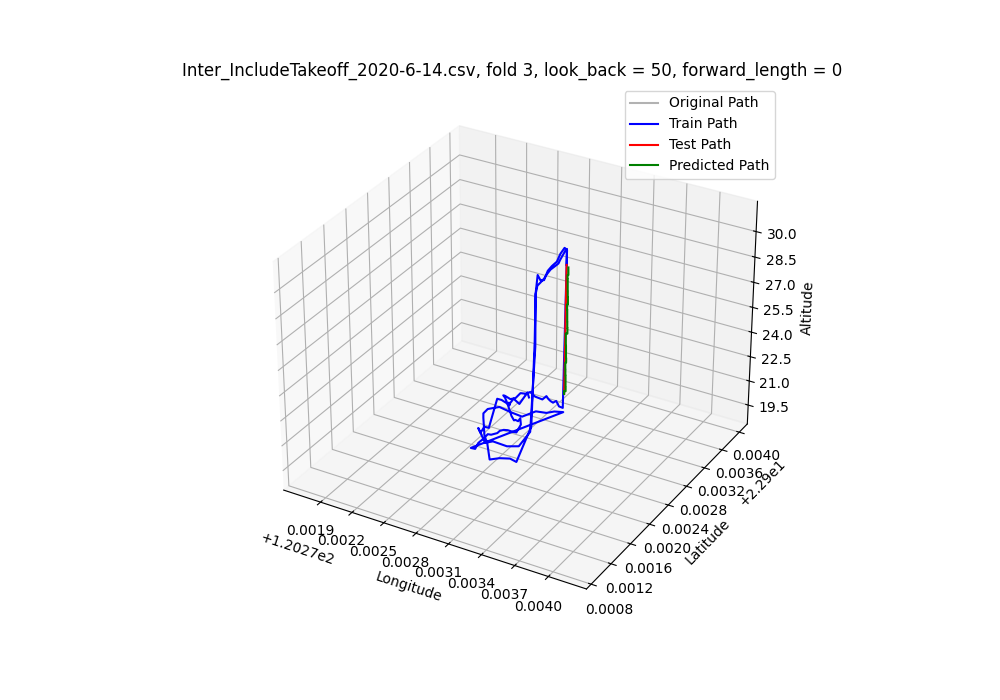 Inter_IncludeTakeoff_2020-6-14.csv, fold 3, look_back = 50, forward_length = 0
Original Path
Train Path
Test Path
Predicted Path
30.0
28.5
27.0
25.5
24.0
22.5
21.0
19.5
Altitude
0.0040
0.0036
0.0032
0.0028
0.0024
0.0020
0.0016
0.0012
0.0008
+2.29e1
Latitude
0.0019
0.0022
0.0025
0.0028
0.0031
0.0034
0.0037
0.0040
+1.2027e2
Longitude